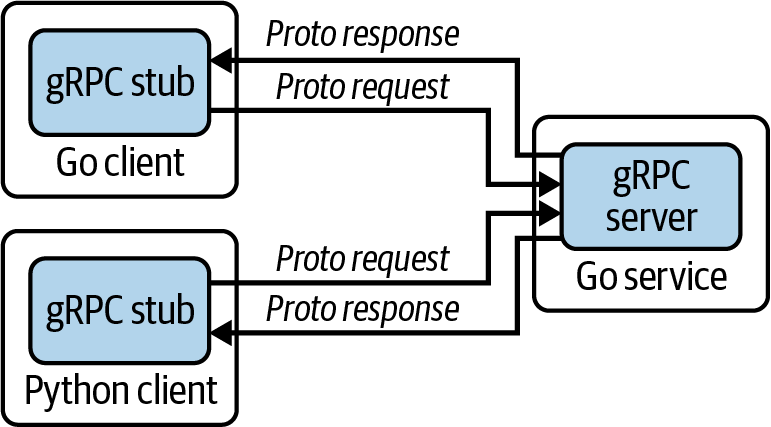 Proto response
gRPC stub
Proto request
Go client
gRPC
server
Go service
Proto request
gRPC stub
Proto response
Python client